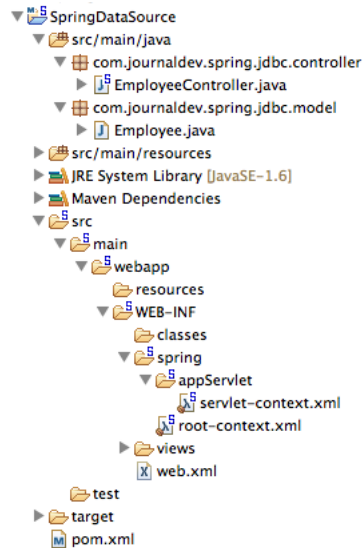 SpringDataSource
src/main/java
com.journaldev.spring.jdbc.controller
EmployeeController.java
com.journaldev.spring.jdbc.model
Employee.java
src/main/resources
JRE System Library [JavaSE-1.6]
Maven Dependencies
src
main
webapp
resources
WEB-INF
classes
spring
appServlet
servlet-context.xml
root-context.xml
views
web.xml
test
target
pom.xml